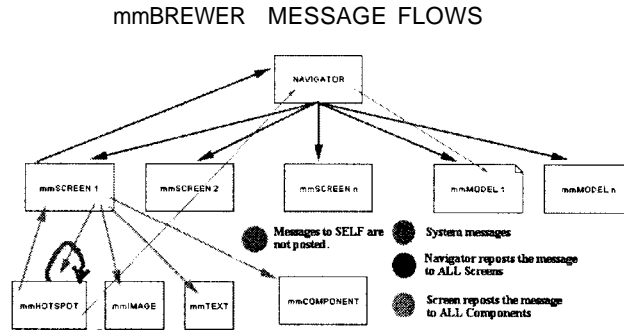 mmBREWER MESSAGE FLOWS
NAVIGATOR
mmSCREEN 1
mmSCREEN 2
mmSCREEN n
mmMODEL 1
mmMODEL n
Messages to SELF are
not posted.
System messages
Navigator reposts the message
to ALL Screens
Screen reposts the message
to ALL Components
mmHOTSPOT
mmIMAGE
mmTEXT
mmCOMPONENT